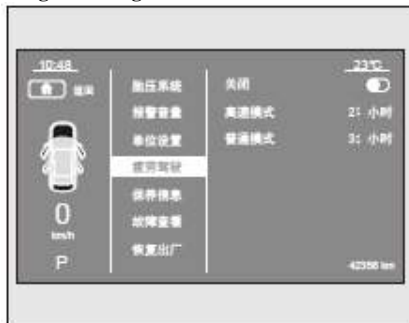 10:48
23℃
返回
胎压系统
报警音量
单位设置
疲劳驾驶
保养信息
故障查看
恢复出厂
关闭
高速模式 2: 小时
普通模式 3: 小时
0
km/h
P
42356 km